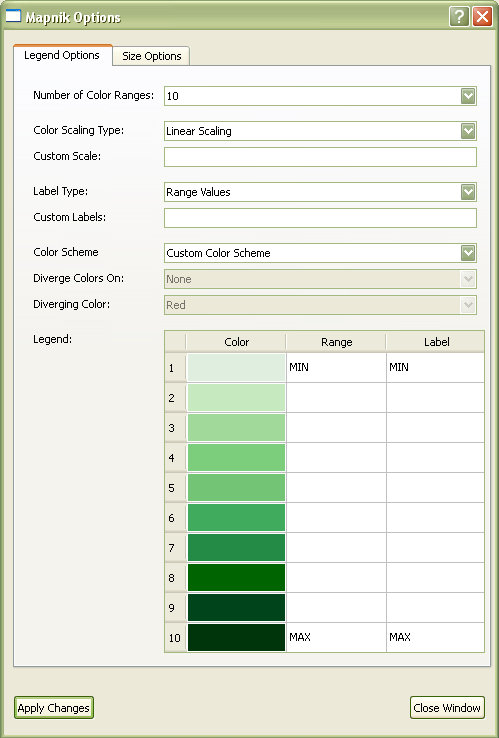 Mapnik Options
Legend Options Size Options
Number of Color Ranges: 10
Color Scaling Type: Linear Scaling
Custom Scale:
Label Type: Range Values
Custom Labels:
Color Scheme Custom Color Scheme
Diverge Colors On: None
Diverging Color: Red
Legend: Color Range Label
1 MIN MIN
2
3
4
5
6
7
8
9
10 MAX MAX
Apply Changes Close Window